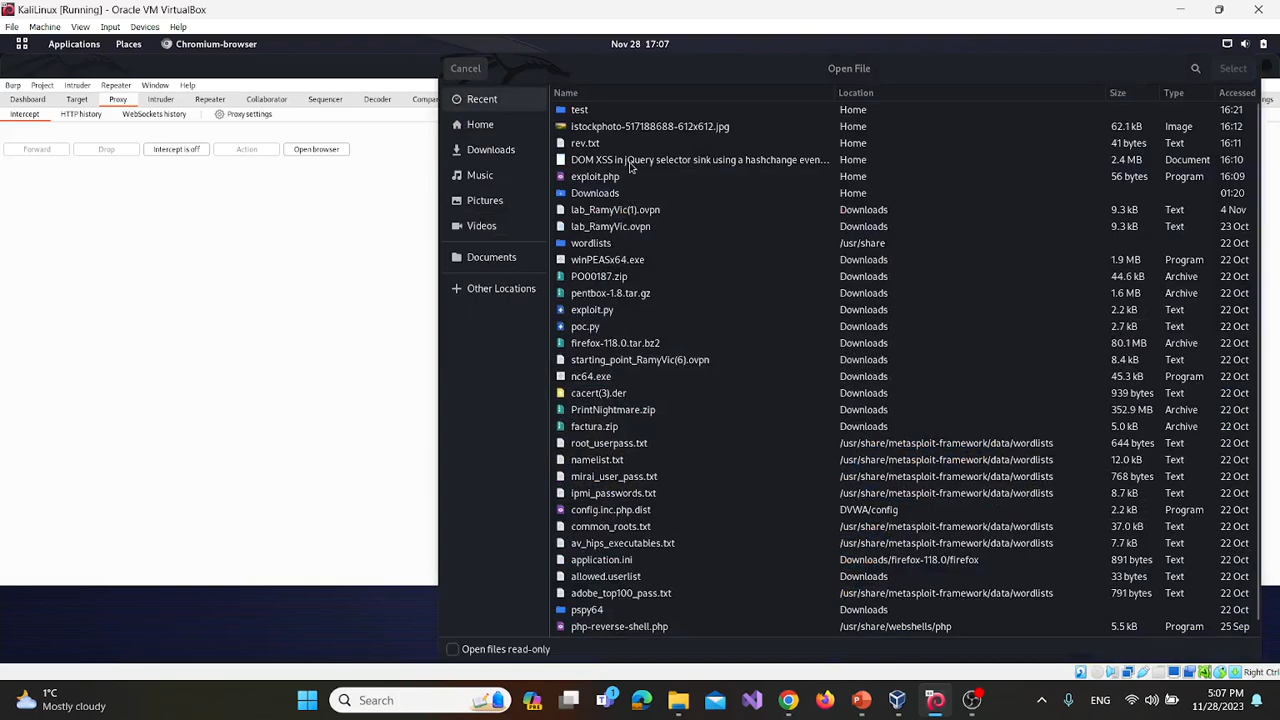 KaliLinux [Running] - Oracle VM VirtualBox
File Machine View Input Devices Help
Applications Places Chromium-browser Nov 28 17:07
Cancel Open File Select
Burp Project Intruder Repeater Window Help
Dashboard Target Proxy Intruder Repeater Collaborator Sequencer Decoder Compar
Intercept HTTP history WebSockets history Proxy settings
Forward Drop Intercept is off Action Open browser
Recent
Home
Downloads
Music
Pictures
Videos
Documents
Other Locations
Name Location Size Type Accessed
test Home 16:21
istockphoto-517188688-612x612.jpg Home 62.1 kB Image 16:12
rev.txt Home 41 bytes Text 16:11
DOM XSS in jQuery selector sink using a hashchange even... Home 2.4 MB Document 16:10
exploit.php Home 56 bytes Program 16:09
Downloads Home 01:20
lab_RamyVic(1).ovpn Downloads 9.3 kB Text 4 Nov
lab_RamyVic.ovpn Downloads 9.3 kB Text 23 Oct
wordlists /usr/share 22 Oct
winPEASx64.exe Downloads 1.9 MB Program 22 Oct
PO00187.zip Downloads 44.6 kB Archive 22 Oct
pentbox-1.8.tar.gz Downloads 1.6 MB Archive 22 Oct
exploit.py Downloads 2.2 kB Text 22 Oct
poc.py Downloads 2.7 kB Text 22 Oct
firefox-118.0.tar.bz2 Downloads 80.1 MB Archive 22 Oct
starting_point_RamyVic(6).ovpn Downloads 8.4 kB Text 22 Oct
nc64.exe Downloads 45.3 kB Program 22 Oct
cacert(3).der Downloads 939 bytes Text 22 Oct
PrintNightmare.zip Downloads 352.9 MB Archive 22 Oct
factura.zip Downloads 5.0 kB Archive 22 Oct
root_userpass.txt /usr/share/metasploit-framework/data/wordlists 644 bytes Text 22 Oct
namelist.txt /usr/share/metasploit-framework/data/wordlists 12.0 kB Text 22 Oct
mirai_user_pass.txt /usr/share/metasploit-framework/data/wordlists 768 bytes Text 22 Oct
ipmi_passwords.txt /usr/share/metasploit-framework/data/wordlists 8.7 kB Text 22 Oct
config.inc.php.dist DVWA/config 2.2 kB Program 22 Oct
common_roots.txt /usr/share/metasploit-framework/data/wordlists 37.0 kB Text 22 Oct
av_hips_executables.txt /usr/share/metasploit-framework/data/wordlists 7.7 kB Text 22 Oct
application.ini Downloads/firefox-118.0/firefox 891 bytes Text 22 Oct
allowed.userlist Downloads 33 bytes Text 22 Oct
adobe_top100_pass.txt /usr/share/metasploit-framework/data/wordlists 791 bytes Text 22 Oct
pspy64 Downloads 22 Oct
php-reverse-shell.php /usr/share/webshells/php 5.5 kB Program 25 Sep
Open files read-only
ngs
Right Ctrl
1°C
Mostly cloudy
Search
ENG
5:07 PM
11/28/2023